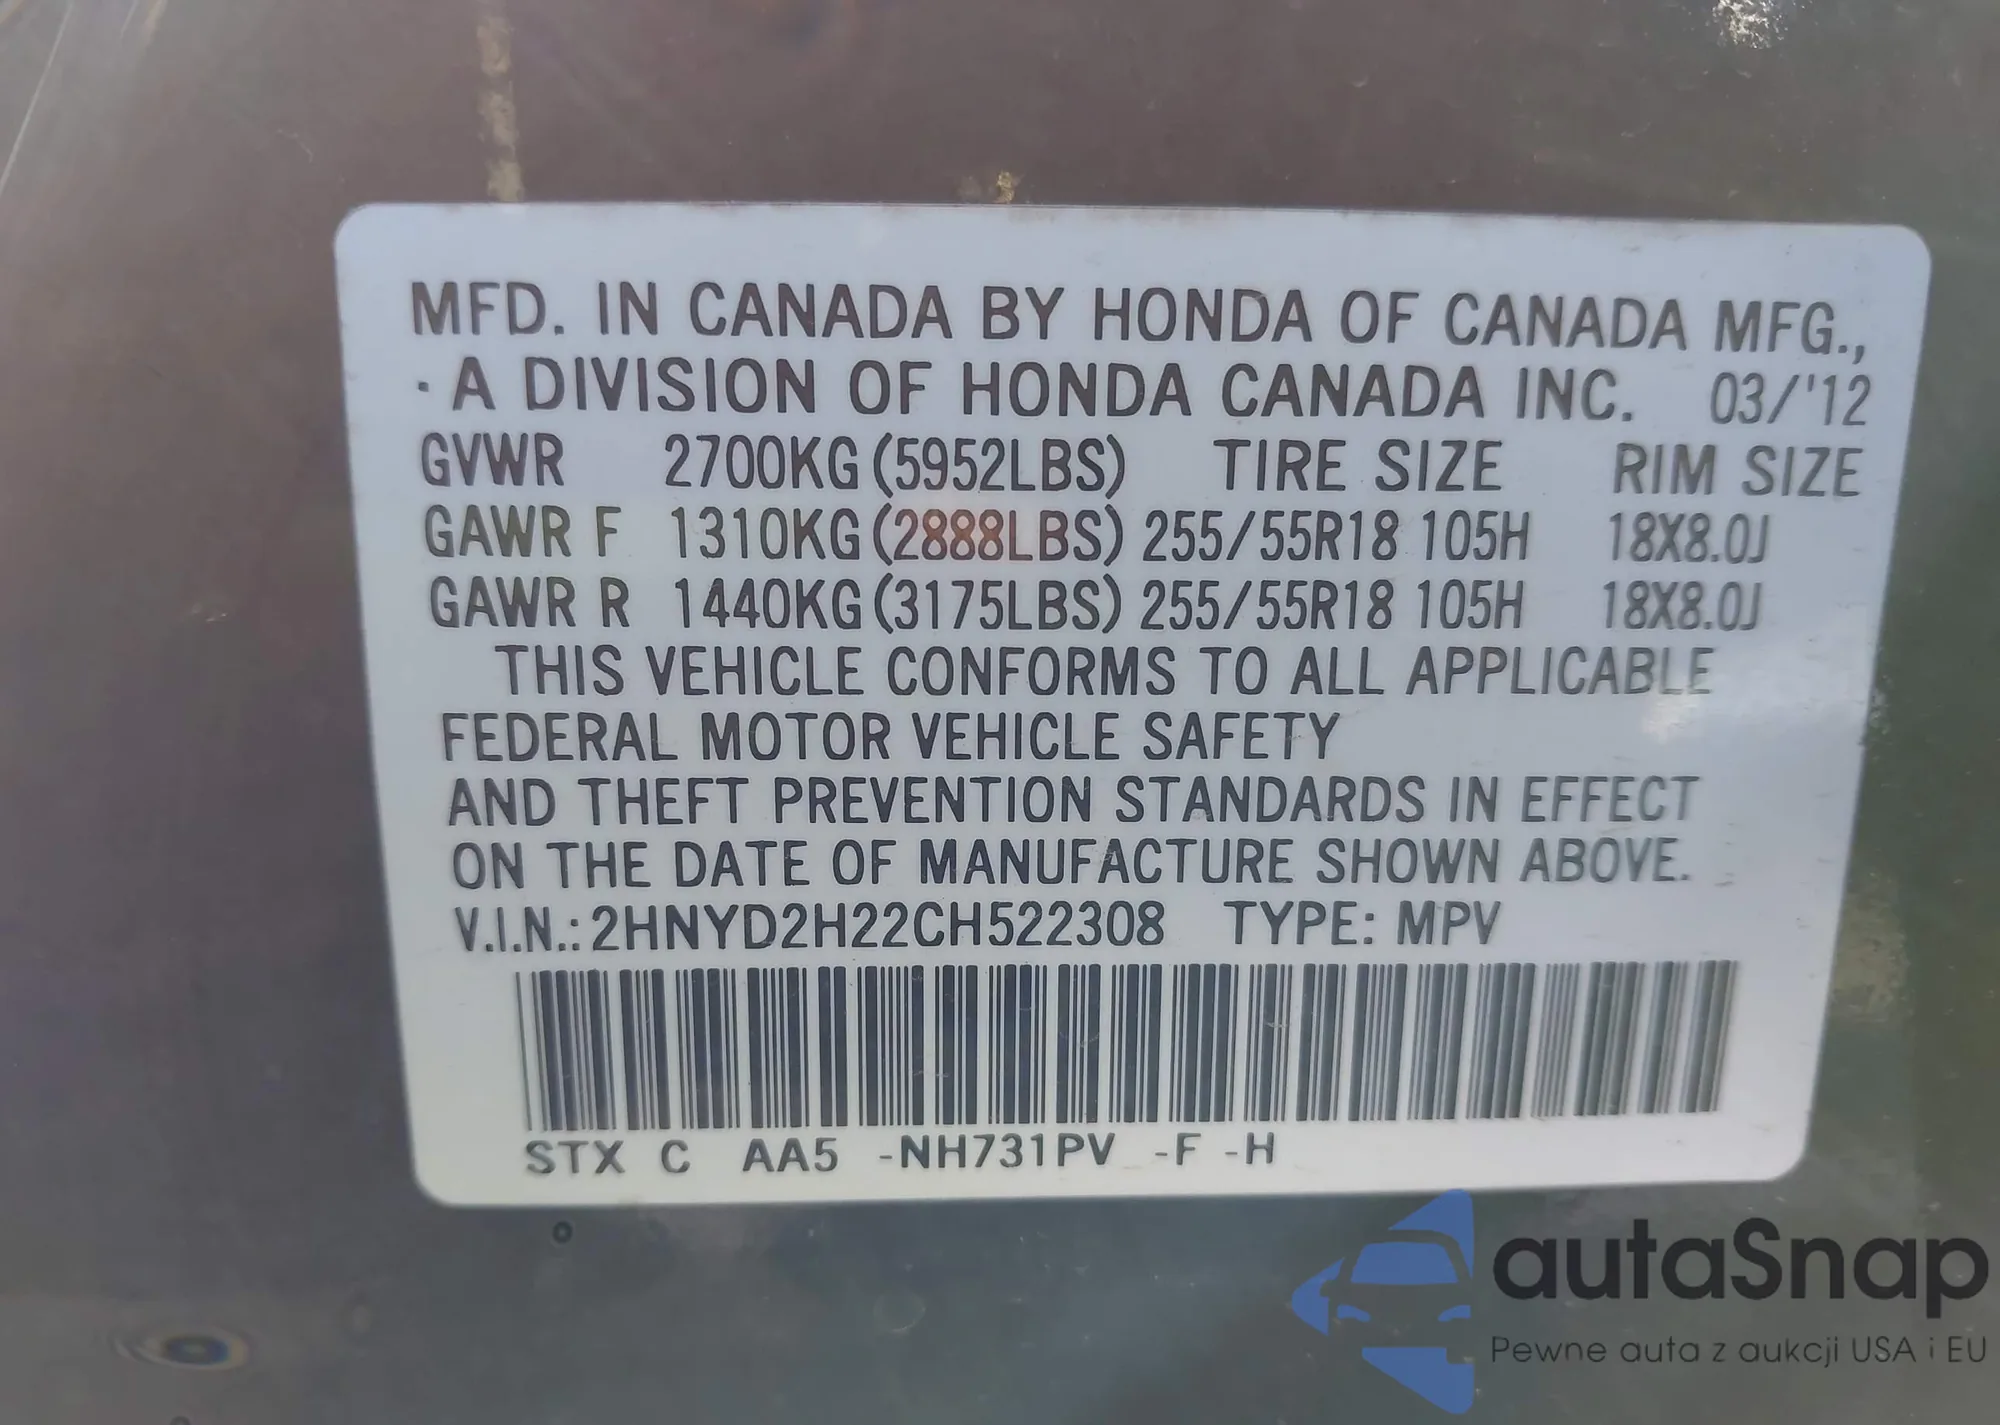 MFD. IN CANADA BY HONDA OF CANADA MFG.,
· A DIVISION OF HONDA CANADA INC. 03/'12
GVWR 2700KG (5952LBS) TIRE SIZE RIM SIZE
GAWR F 1310KG (2888LBS) 255/55R18 105H 18X8.0J
GAWR R 1440KG (3175LBS) 255/55R18 105H 18X8.0J
THIS VEHICLE CONFORMS TO ALL APPLICABLE
FEDERAL MOTOR VEHICLE SAFETY
AND THEFT PREVENTION STANDARDS IN EFFECT
ON THE DATE OF MANUFACTURE SHOWN ABOVE.
V.I.N.: 2HNYD2H22CH522308 TYPE: MPV
STX C AA5 -NH731PV -F -H
autaSnap
Pewne auta z aukcji USA i EU